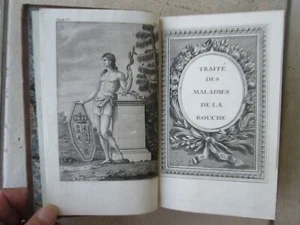 TRAITÉ
DES
MALADIES
DE LA
BOUCHE